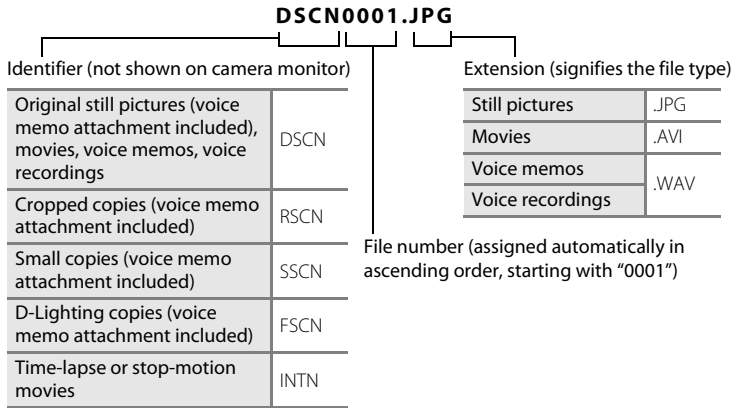 DSCN0001.JPG
Identifier (not shown on camera monitor)
Original still pictures (voice
memo attachment included),
movies, voice memos, voice
recordings
DSCN
Cropped copies (voice memo
attachment included)
RSCN
Small copies (voice memo
attachment included)
SSCN
D-Lighting copies (voice
memo attachment included)
FSCN
Time-lapse or stop-motion
movies
INTN
Extension (signifies the file type)
Still pictures .JPG
Movies .AVI
Voice memos
.WAV
Voice recordings
File number (assigned automatically in
ascending order, starting with “0001”)